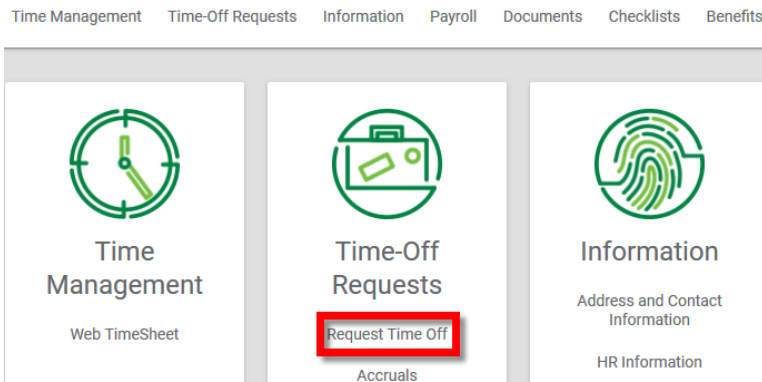 Time Management Time-Off Requests Information Payroll Documents Checklists Benefits
Time
Management
Web TimeSheet
Time-Off
Requests
Request Time Off
Accruals
Information
Address and Contact
Information
HR Information